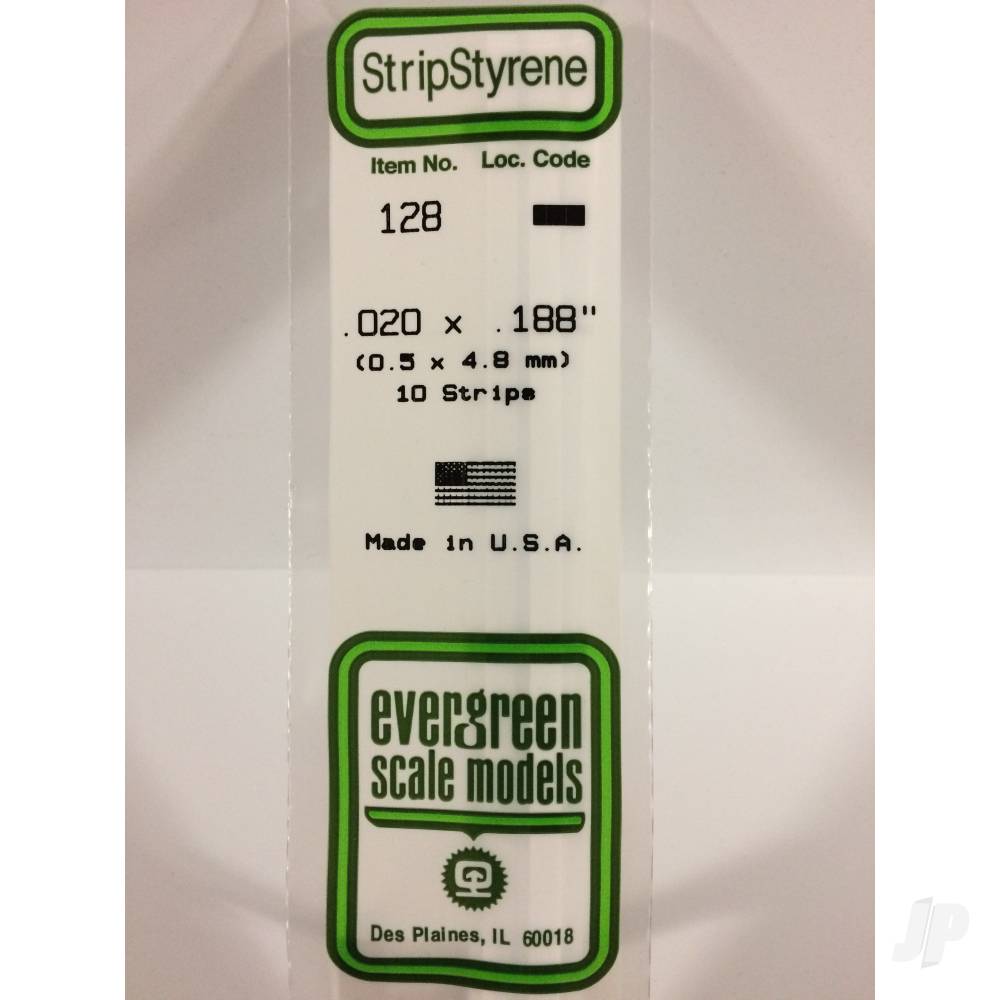 StripStyrene
Item No. Loc. Code
128
.020 x .188"
(0.5 x 4.8 mm)
10 Strips
Made in U.S.A.
evergreen
scale models
Des Plaines, IL 60018
JP